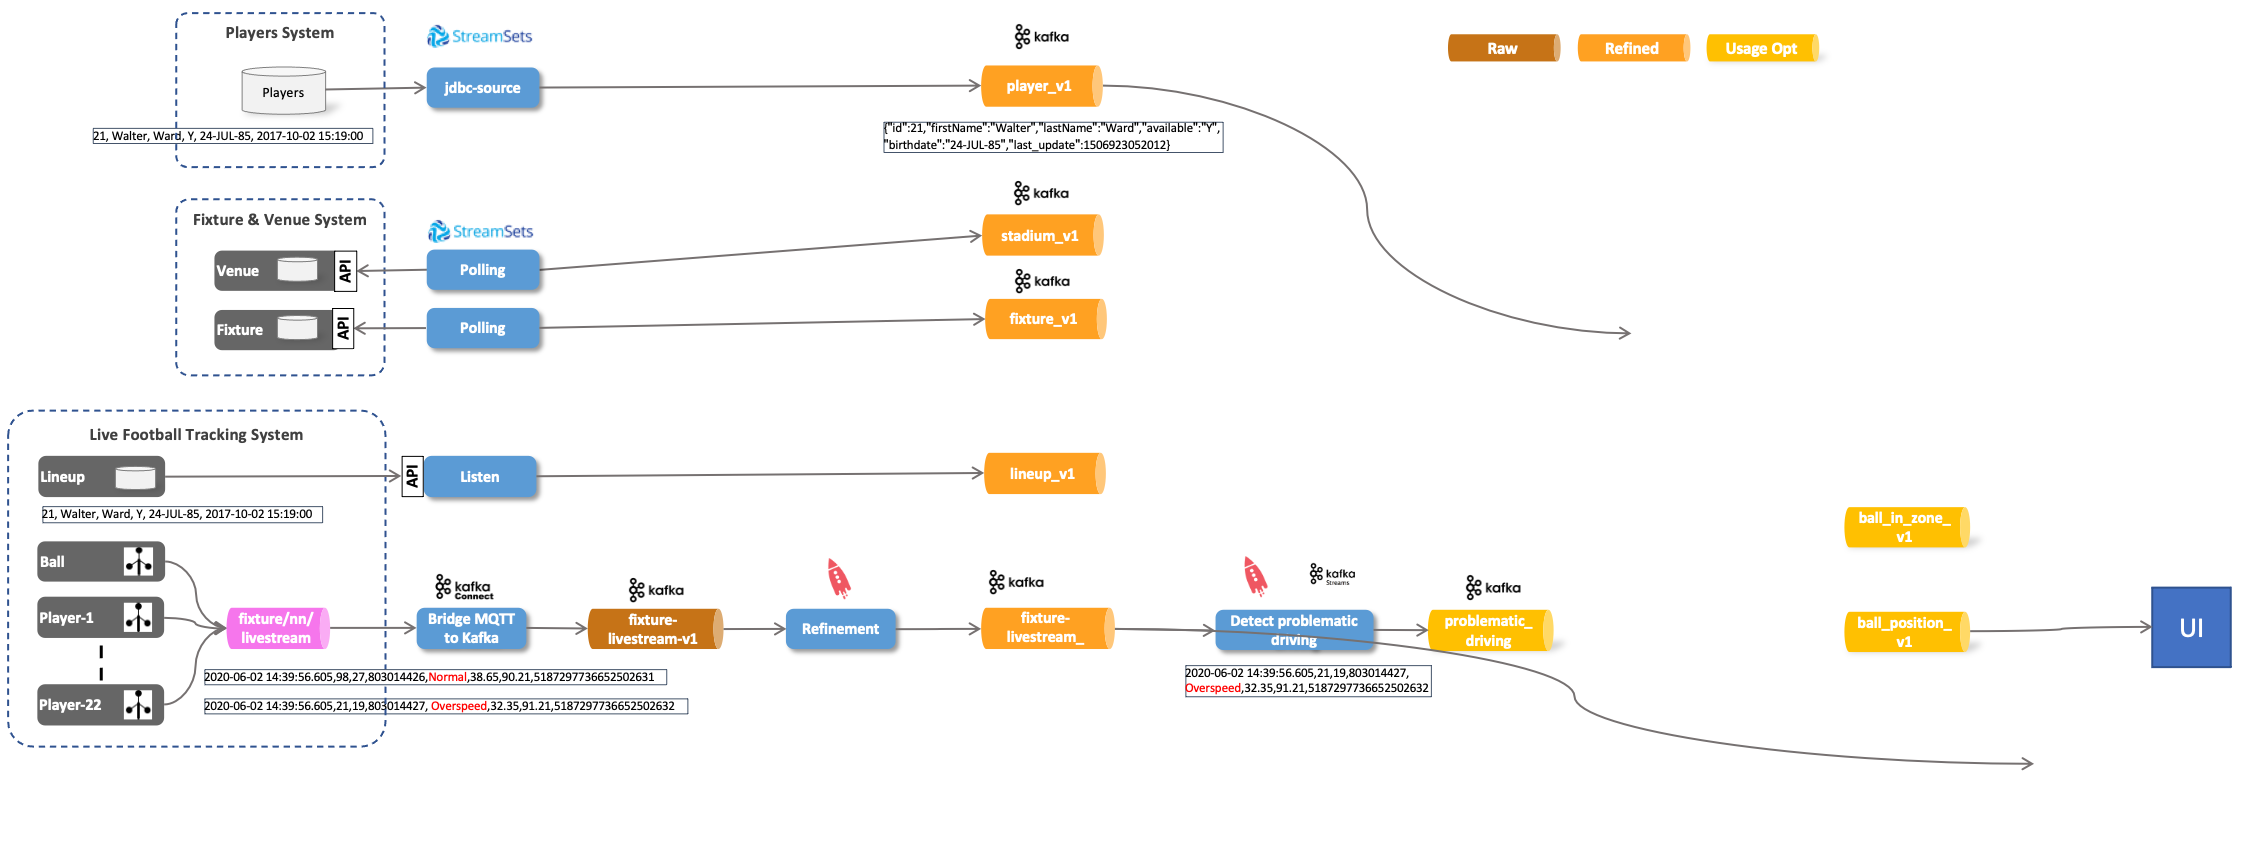 Players System
StreamSets
kafka
Raw
Refined
Usage Opt
Players
jdbc-source
player_v1
21, Walter, Ward, Y, 24-JUL-85, 2017-10-02 15:19:00
{"id":21,"firstName":"Walter","lastName":"Ward","available":"Y",
"birthdate":"24-JUL-85","last_update":1506923052012}
kafka
Fixture & Venue System
StreamSets
stadium_v1
Venue
API
Polling
kafka
Fixture
API
Polling
fixture_v1
Live Football Tracking System
Lineup
API
Listen
lineup_v1
21, Walter, Ward, Y, 24-JUL-85, 2017-10-02 15:19:00
ball_in_zone_
v1
Ball
kafka
Connect
kafka
kafka
kafka
Streams
kafka
Player-1
fixture/nn/
livestream
Bridge MQTT
to Kafka
fixture-
livestream-v1
Refinement
fixture-
livestream_
Detect problematic
driving
problematic_
driving
ball_position_
v1
UI
2020-06-02 14:39:56.605,98,27,803014426,Normal,38.65,90.21,5187297736652502631
2020-06-02 14:39:56.605,21,19,803014427,
Overspeed,32.35,91.21,5187297736652502632
Player-22
2020-06-02 14:39:56.605,21,19,803014427, Overspeed,32.35,91.21,5187297736652502632